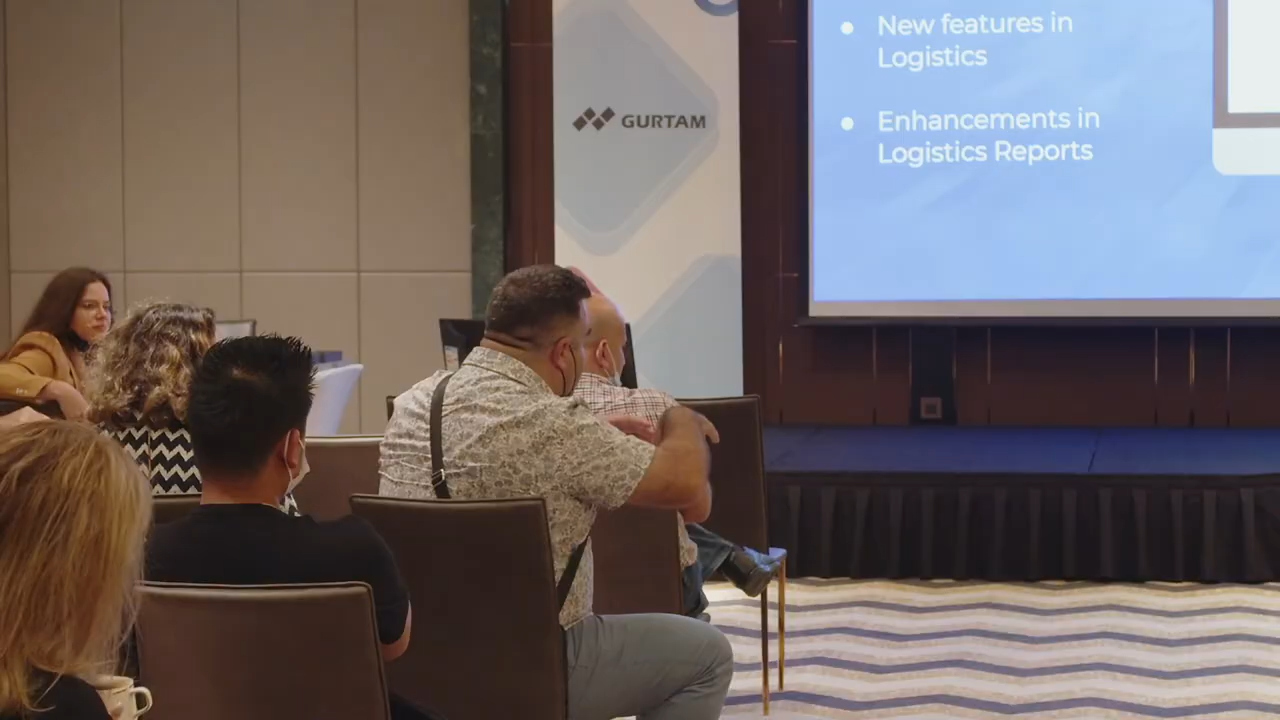 GURTAM
New features in
Logistics
Enhancements in
Logistics Reports